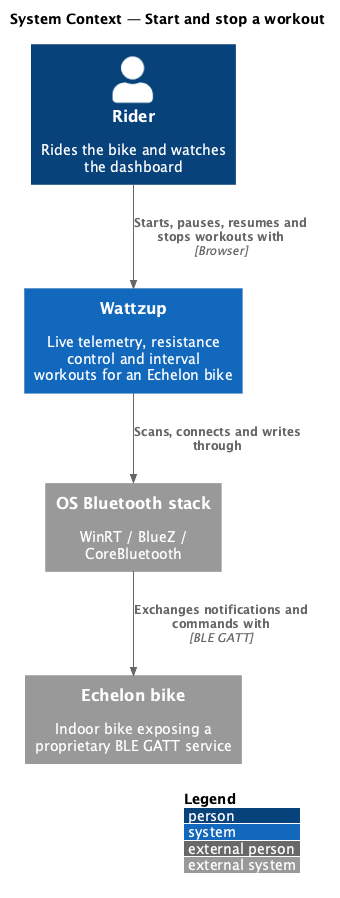 System Context — Start and stop a workout
Rider
Rides the bike and watches
the dashboard
Starts, pauses, resumes and
stops workouts with
[Browser]
Wattzup
Live telemetry, resistance
control and interval
workouts for an Echelon bike
Scans, connects and writes
through
OS Bluetooth stack
WinRT / BlueZ /
CoreBluetooth
Exchanges notifications and
commands with
[BLE GATT]
Echelon bike
Indoor bike exposing a
proprietary BLE GATT service
Legend
person
system
external person
external system